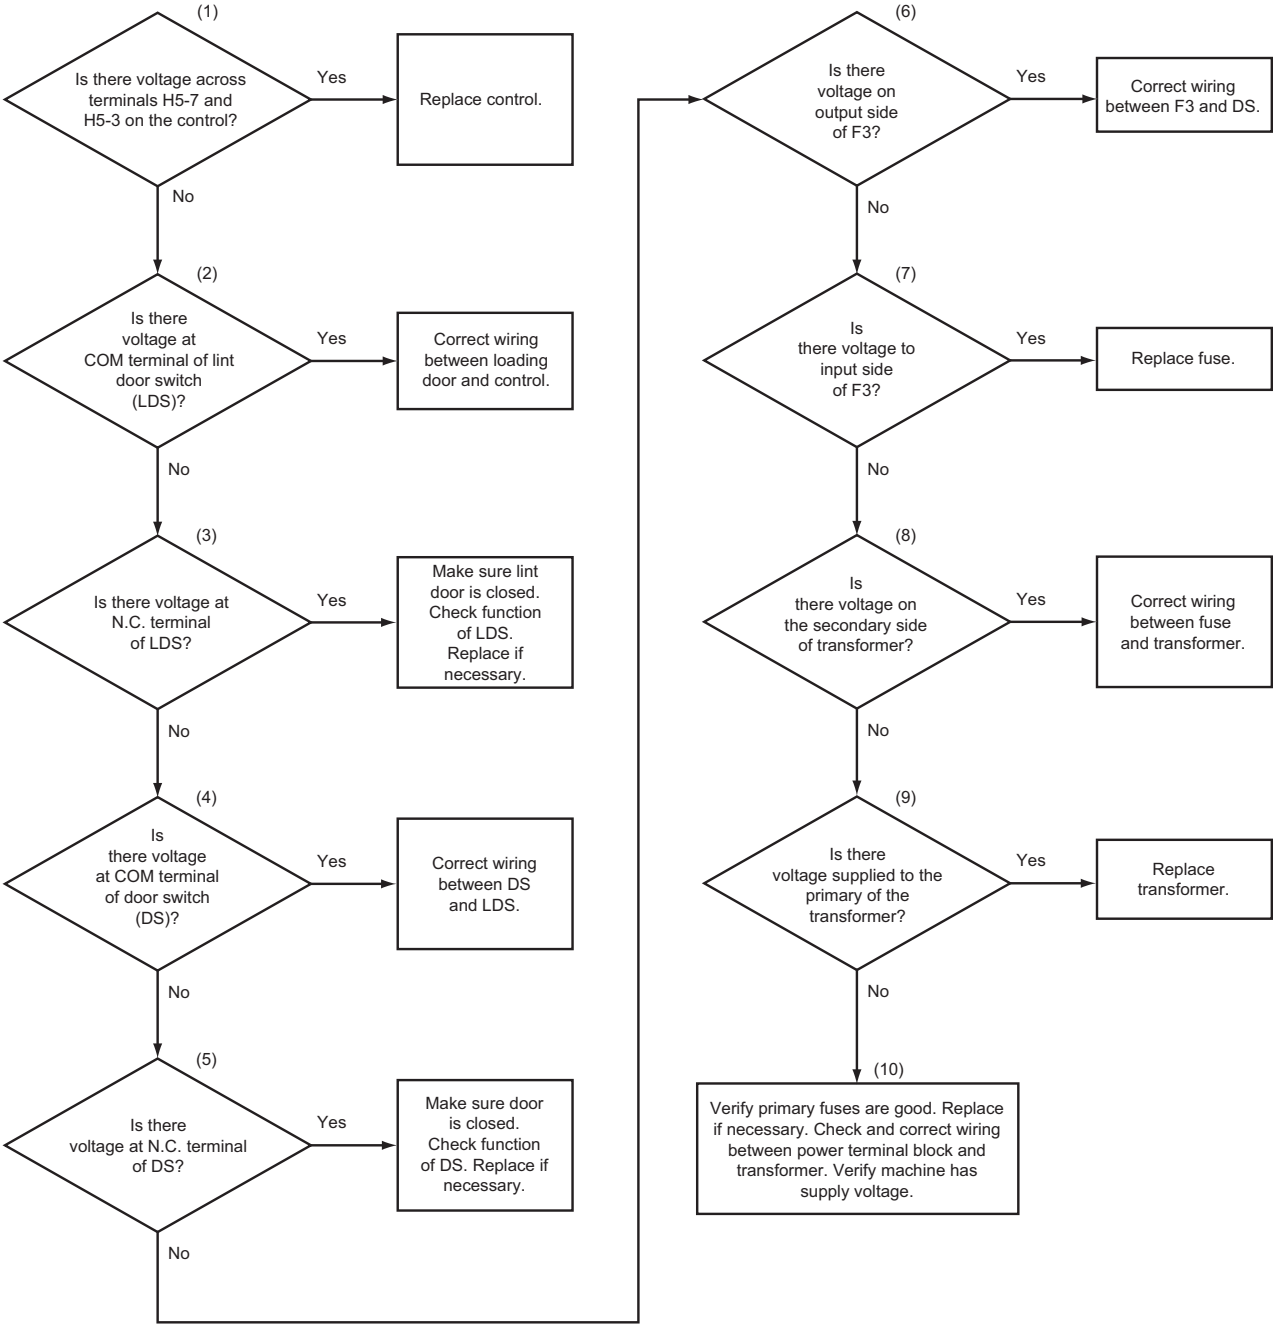 (1)
Is there voltage across
terminals H5-7 and
H5-3 on the control?
Yes
Replace control.
No
(2)
Is there
voltage at
COM terminal of lint
door switch
(LDS)?
Yes
Correct wiring
between loading
door and control.
No
(3)
Is there voltage at
N.C. terminal
of LDS?
Yes
Make sure lint
door is closed.
Check function
of LDS.
Replace if
necessary.
No
(4)
Is
there voltage
at COM terminal
of door switch
(DS)?
Yes
Correct wiring
between DS
and LDS.
No
(5)
Is there
voltage at N.C. terminal
of DS?
Yes
Make sure door
is closed.
Check function
of DS. Replace if
necessary.
No
(6)
Is there
voltage on
output side
of F3?
Yes
Correct wiring
between F3 and DS.
No
(7)
Is
there voltage to
input side
of F3?
Yes
Replace fuse.
No
(8)
Is
there voltage on
the secondary side
of transformer?
Yes
Correct wiring
between fuse
and transformer.
No
(9)
Is there
voltage supplied to the
primary of the
transformer?
Yes
Replace
transformer.
No
(10)
Verify primary fuses are good. Replace
if necessary. Check and correct wiring
between power terminal block and
transformer. Verify machine has
supply voltage.